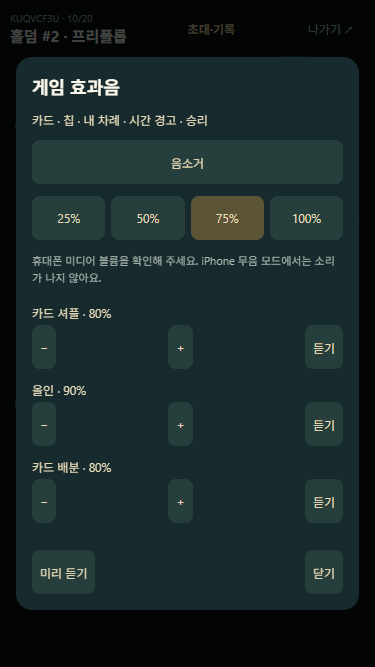 KUQVCF3U · 10/20
홀덤 #2 · 프리플롭
초대·기록
나가기 ↗
게임 효과음
카드 · 칩 · 내 차례 · 시간 경고 · 승리
음소거
25% 50% 75% 100%
휴대폰 미디어 볼륨을 확인해 주세요. iPhone 무음 모드에서는 소리
가 나지 않아요.
카드 셔플 · 80%
− + 듣기
올인 · 90%
− + 듣기
카드 배분 · 80%
− + 듣기
미리 듣기 닫기